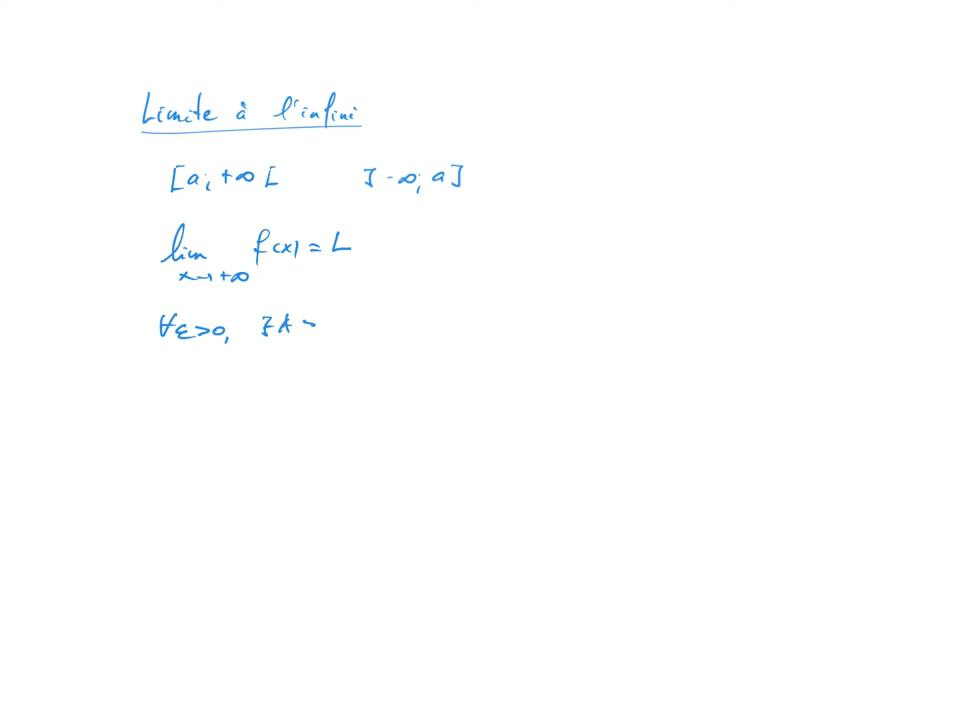 Limite à l'infini
[a; +∞[ ]-∞; a]
lim f(x) = L
x→+∞
∀ε>0, ∃A >